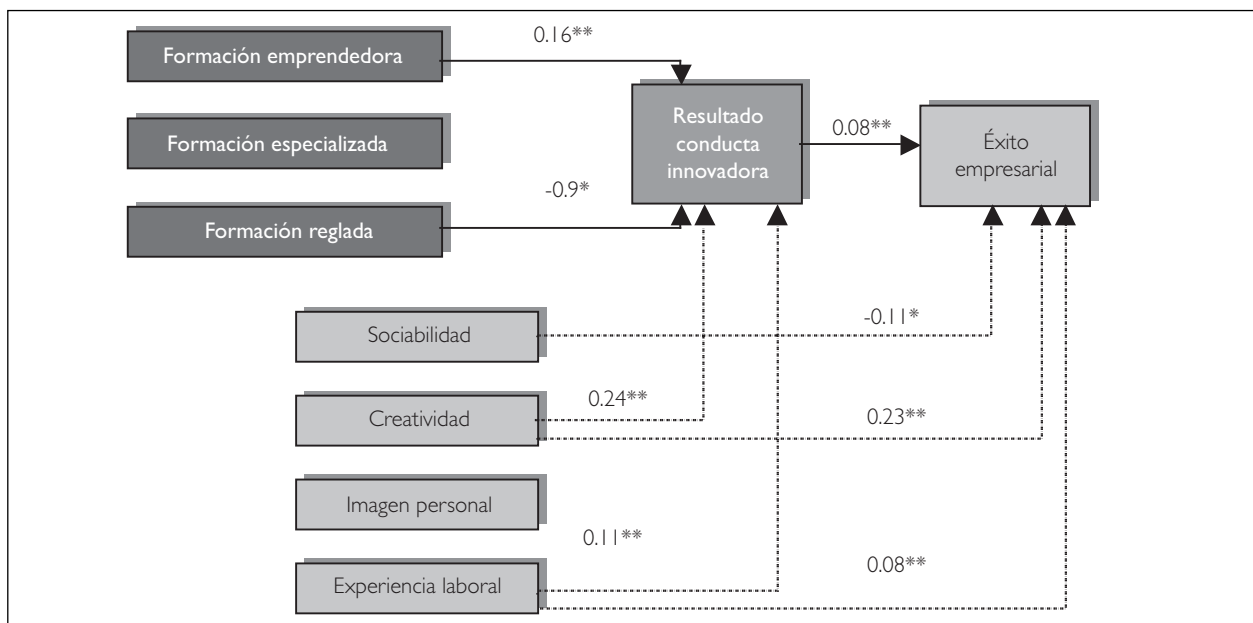 0.16**
Formación emprendedora
Resultado
conducta
innovadora
0.08**
Éxito
empresarial
Formación especializada
-0.9*
Formación reglada
Sociabilidad
-0.11*
Creatividad
0.24**
0.23**
Imagen personal
0.11**
Experiencia laboral
0.08**